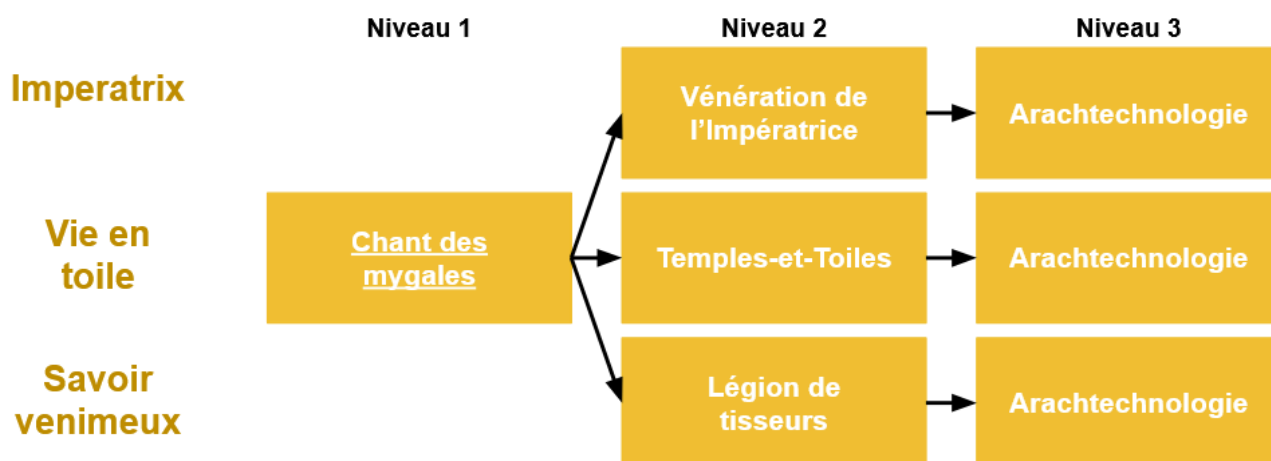 Niveau 1
Niveau 2
Niveau 3
Imperatrix
Vénération de
l’Impératrice
Arachtechnologie
Vie en
toile
Chant des
mygales
Temples-et-Toiles
Arachtechnologie
Savoir
venimeux
Légion de
tisseurs
Arachtechnologie